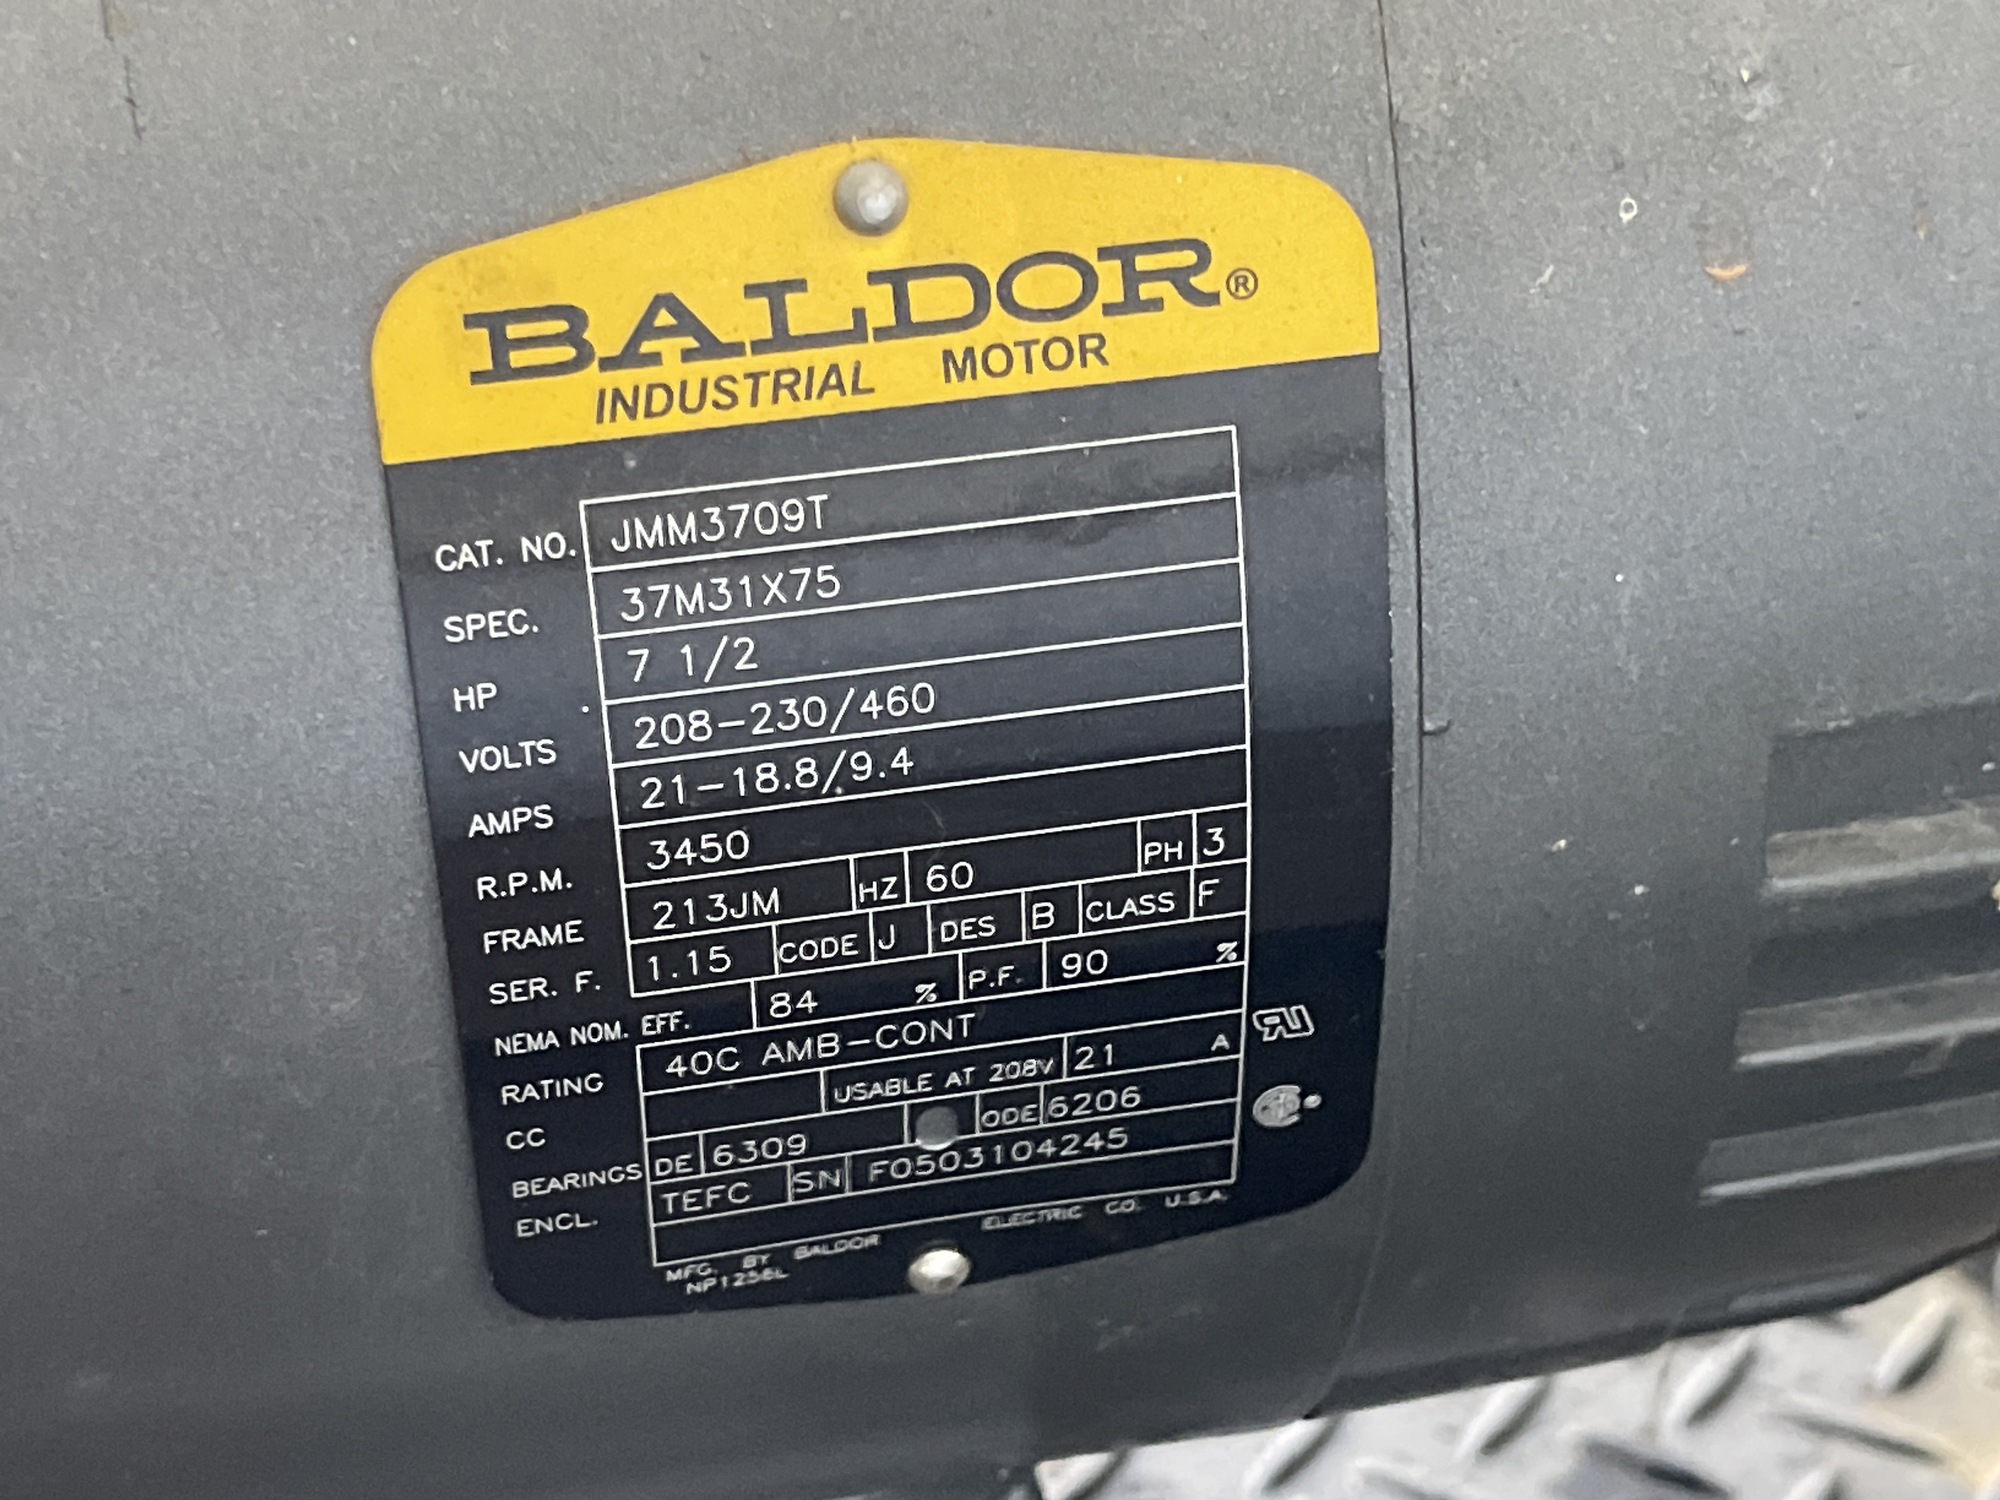 BALDOR®
INDUSTRIAL MOTOR
CAT. NO. JMM3709T
SPEC. 37M31X75
HP 7 1/2
VOLTS 208-230/460
AMPS 21-18.8/9.4
R.P.M. 3450
FRAME 213JM HZ 60 PH 3
SER. F. 1.15 CODE J DES B CLASS F
NEMA NOM. EFF. 84 % P.F. 90 %
RATING 40C AMB-CONT
CC USABLE AT 208V 21 A
BEARINGS DE 6309 ODE 6206
ENCL. TEFC SN F0503104245
MFG. BY BALDOR ELECTRIC CO. U.S.A.
NP1256L